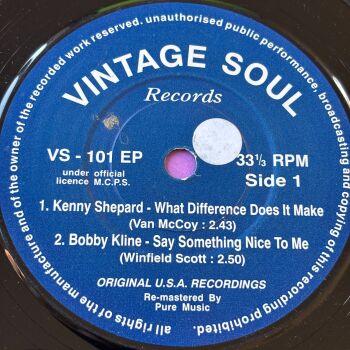 all rights of the manufacture and of the owner of the recorded work reserved. unauthorised public performance, broadcasting and copying of this recording prohibited.
VINTAGE SOUL
Records
VS - 101 EP
under official
licence M.C.P.S.
33⅓ RPM
Side 1
1. Kenny Shepard - What Difference Does It Make
(Van McCoy : 2.43)
2. Bobby Kline - Say Something Nice To Me
(Winfield Scott : 2.50)
ORIGINAL U.S.A. RECORDINGS
Re-mastered By
Pure Music